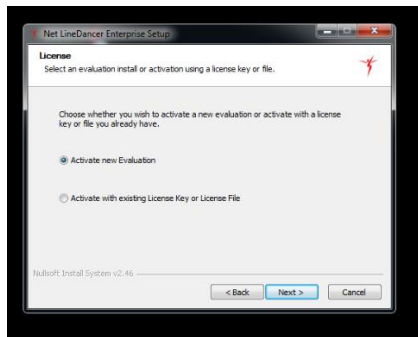 Net LineDancer Enterprise Setup
License
Select an evaluation install or activation using a license key or file.
Choose whether you wish to activate a new evaluation or activate with a license
key or file you already have.
Activate new Evaluation
Activate with existing License Key or License File
Nullsoft Install System v2.46
< Back
Next >
Cancel